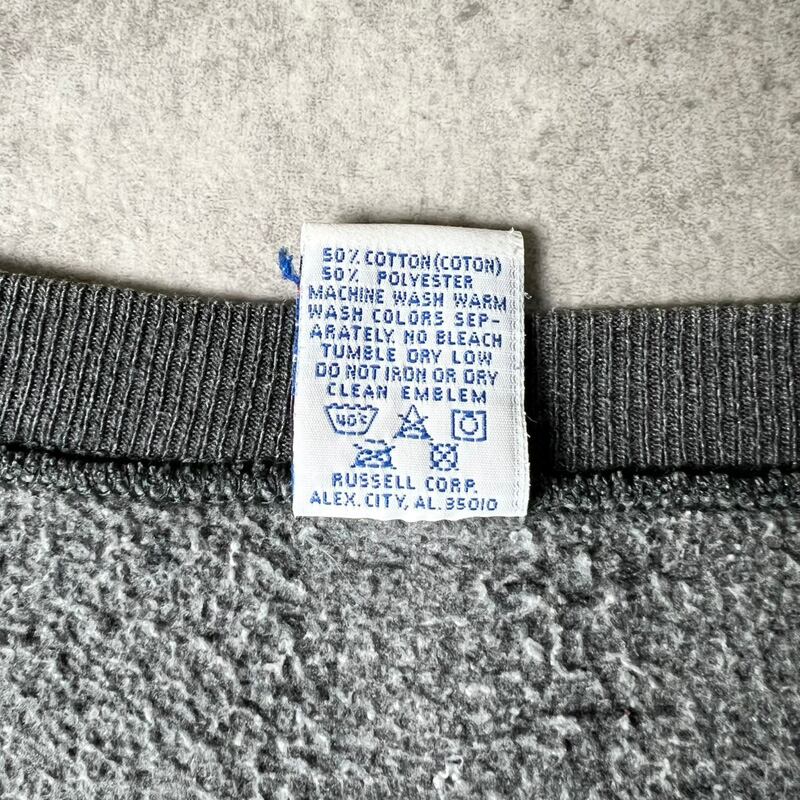 50% COTTON (COTON)
50% POLYESTER
MACHINE WASH WARM
WASH COLORS SEP-
ARATELY. NO BLEACH
TUMBLE DRY LOW
DO NOT IRON OR DRY
CLEAN EMBLEM
40°C
RUSSELL CORP.
ALEX. CITY, AL. 35010